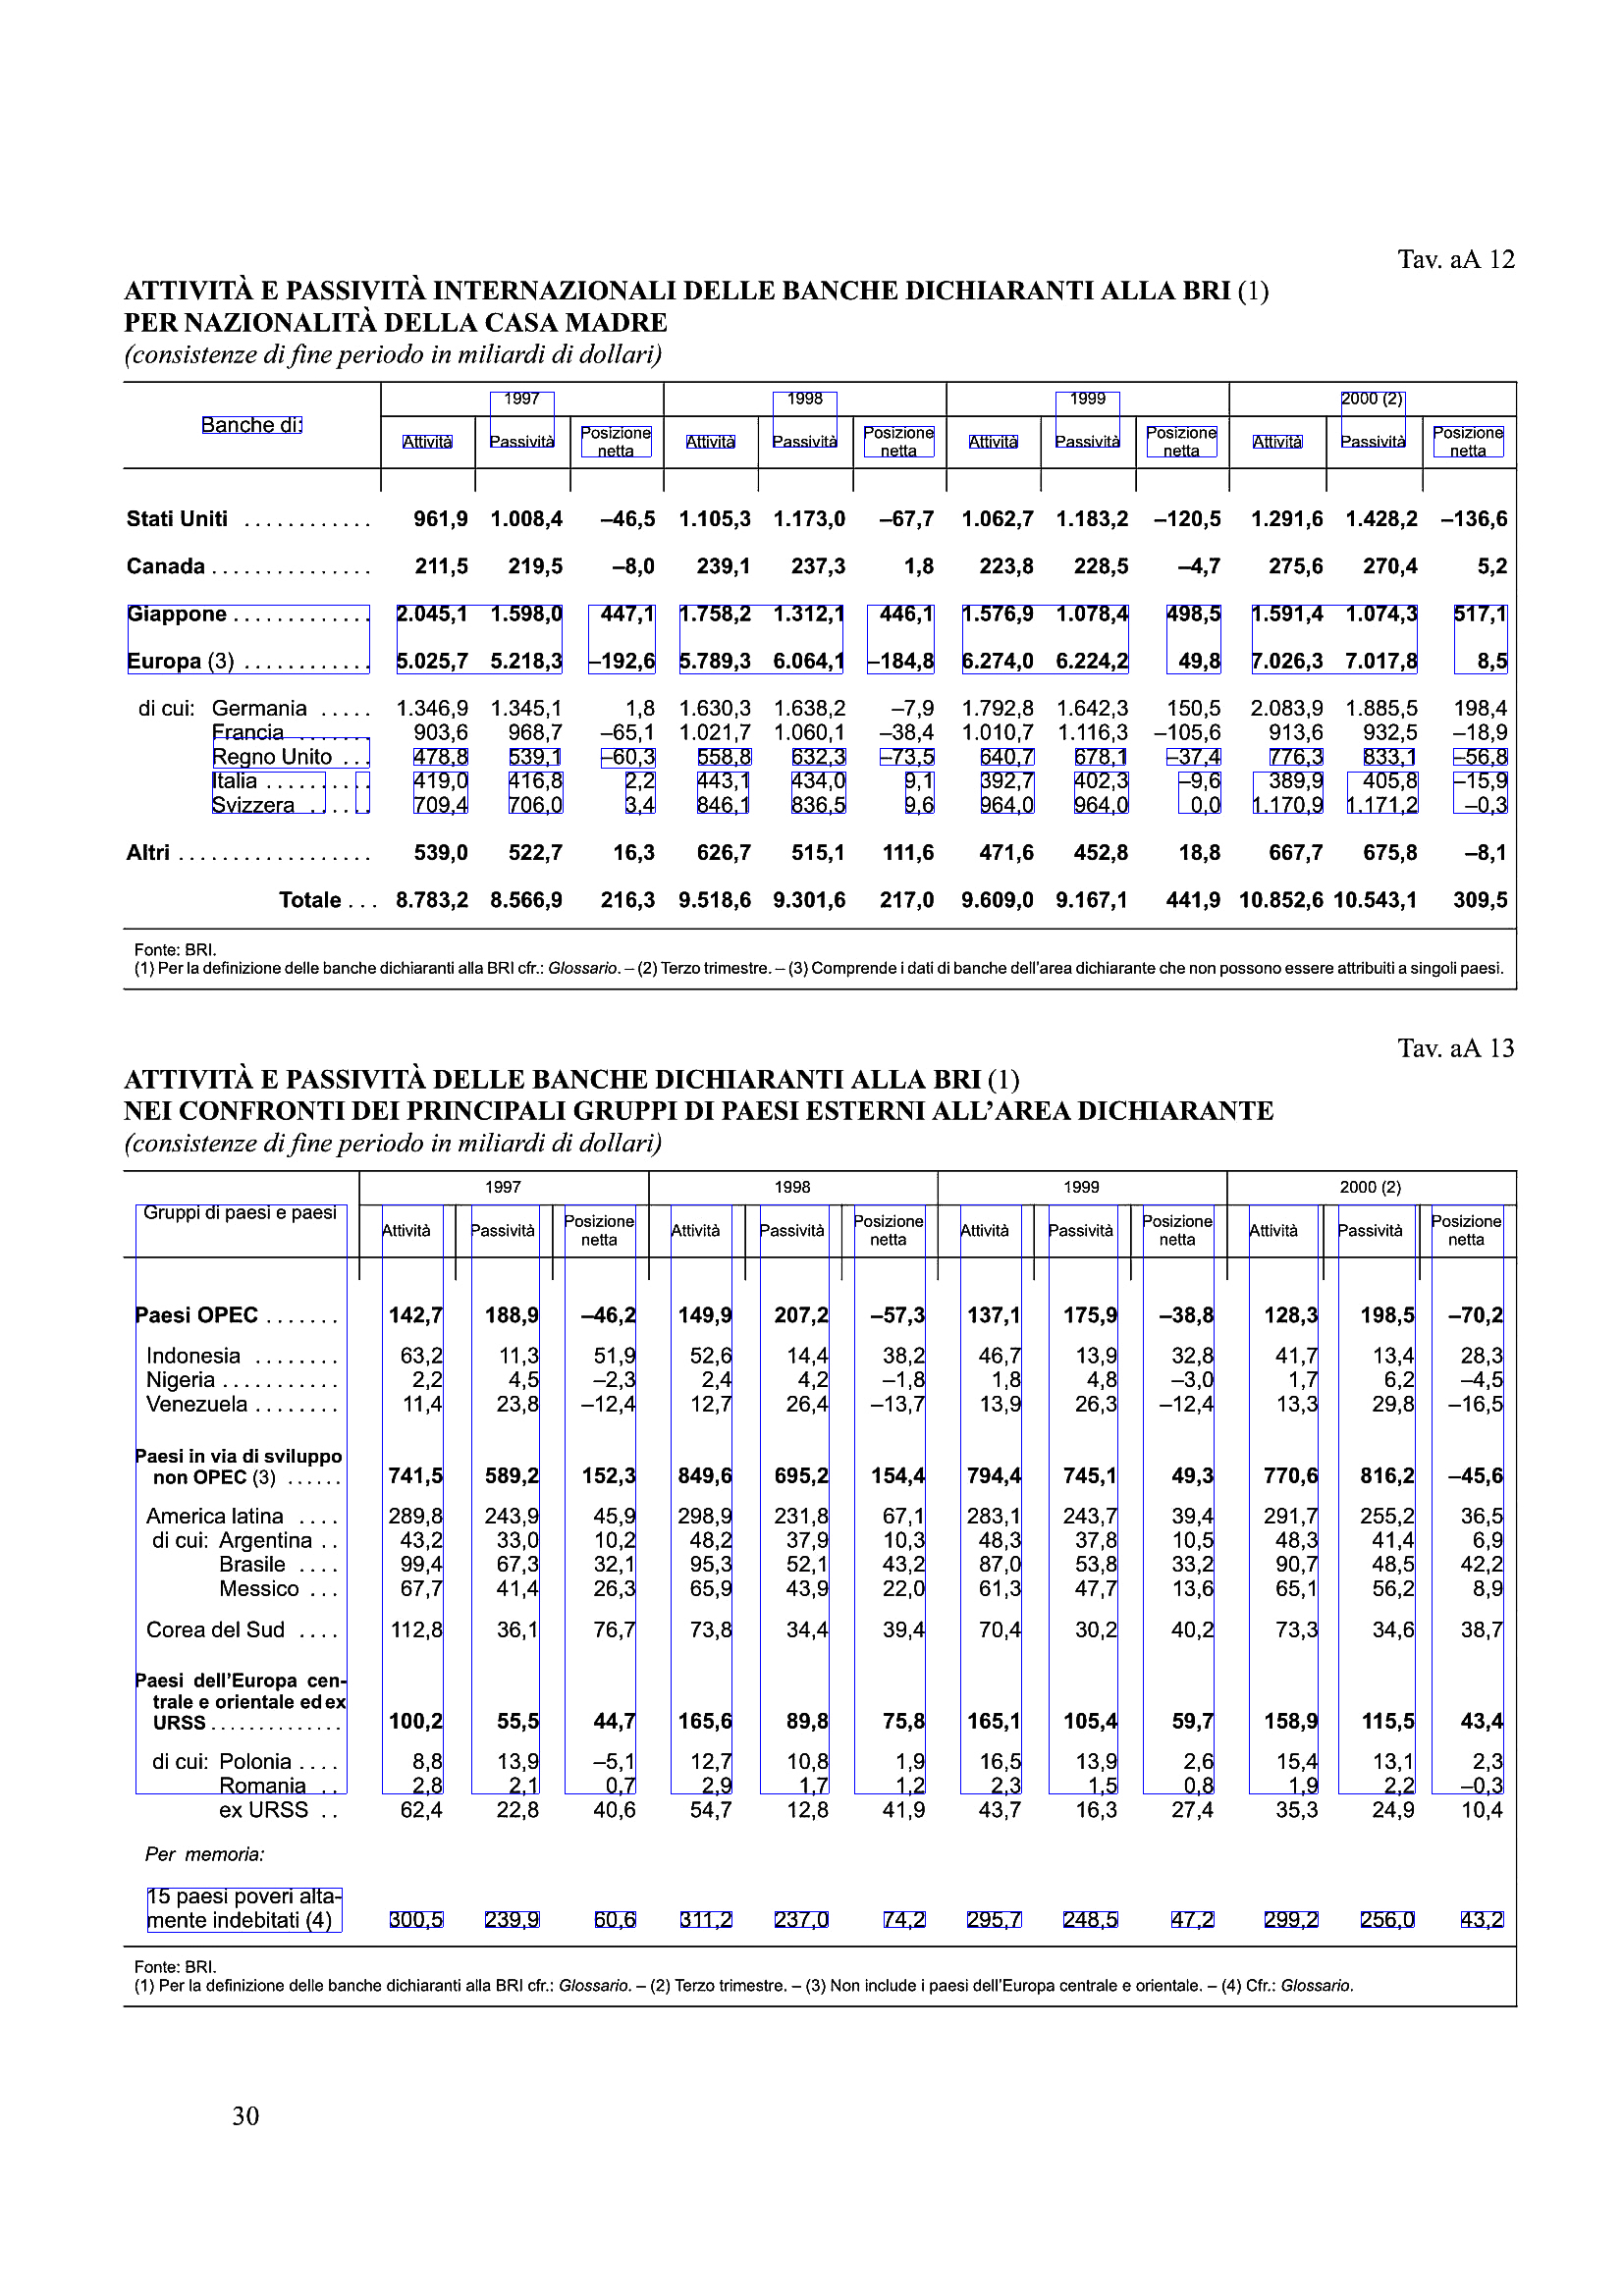 Tav. aA 12
ATTIVITÀ E PASSIVITÀ INTERNAZIONALI DELLE BANCHE DICHIARANTI ALLA BRI (1)
PER NAZIONALITÀ DELLA CASA MADRE
(consistenze di fine periodo in miliardi di dollari)
Banche di: 1997 1998 1999 2000 (2)
Attività Passività Posizione netta Attività Passività Posizione netta Attività Passività Posizione netta Attività Passività Posizione netta
Stati Uniti ............ 961,9 1.008,4 –46,5 1.105,3 1.173,0 –67,7 1.062,7 1.183,2 –120,5 1.291,6 1.428,2 –136,6
Canada ............... 211,5 219,5 –8,0 239,1 237,3 1,8 223,8 228,5 –4,7 275,6 270,4 5,2
Giappone ............. 2.045,1 1.598,0 447,1 1.758,2 1.312,1 446,1 1.576,9 1.078,4 498,5 1.591,4 1.074,3 517,1
Europa (3) ............ 5.025,7 5.218,3 –192,6 5.789,3 6.064,1 –184,8 6.274,0 6.224,2 49,8 7.026,3 7.017,8 8,5
di cui: Germania ..... 1.346,9 1.345,1 1,8 1.630,3 1.638,2 –7,9 1.792,8 1.642,3 150,5 2.083,9 1.885,5 198,4
Francia ....... 903,6 968,7 –65,1 1.021,7 1.060,1 –38,4 1.010,7 1.116,3 –105,6 913,6 932,5 –18,9
Regno Unito ... 478,8 539,1 –60,3 558,8 632,3 –73,5 640,7 678,1 –37,4 776,3 833,1 –56,8
Italia .......... 419,0 416,8 2,2 443,1 434,0 9,1 392,7 402,3 –9,6 389,9 405,8 –15,9
Svizzera ...... 709,4 706,0 3,4 846,1 836,5 9,6 964,0 964,0 0,0 1.170,9 1.171,2 –0,3
Altri .................. 539,0 522,7 16,3 626,7 515,1 111,6 471,6 452,8 18,8 667,7 675,8 –8,1
Totale ... 8.783,2 8.566,9 216,3 9.518,6 9.301,6 217,0 9.609,0 9.167,1 441,9 10.852,6 10.543,1 309,5
Fonte: BRI.
(1) Per la definizione delle banche dichiaranti alla BRI cfr.: Glossario. – (2) Terzo trimestre. – (3) Comprende i dati di banche dell'area dichiarante che non possono essere attribuiti a singoli paesi.
Tav. aA 13
ATTIVITÀ E PASSIVITÀ DELLE BANCHE DICHIARANTI ALLA BRI (1)
NEI CONFRONTI DEI PRINCIPALI GRUPPI DI PAESI ESTERNI ALL'AREA DICHIARANTE
(consistenze di fine periodo in miliardi di dollari)
Gruppi di paesi e paesi 1997 1998 1999 2000 (2)
Attività Passività Posizione netta Attività Passività Posizione netta Attività Passività Posizione netta Attività Passività Posizione netta
Paesi OPEC ....... 142,7 188,9 –46,2 149,9 207,2 –57,3 137,1 175,9 –38,8 128,3 198,5 –70,2
Indonesia ........ 63,2 11,3 51,9 52,6 14,4 38,2 46,7 13,9 32,8 41,7 13,4 28,3
Nigeria ........... 2,2 4,5 –2,3 2,4 4,2 –1,8 1,8 4,8 –3,0 1,7 6,2 –4,5
Venezuela ........ 11,4 23,8 –12,4 12,7 26,4 –13,7 13,9 26,3 –12,4 13,3 29,8 –16,5
Paesi in via di sviluppo
non OPEC (3) ...... 741,5 589,2 152,3 849,6 695,2 154,4 794,4 745,1 49,3 770,6 816,2 –45,6
America latina .... 289,8 243,9 45,9 298,9 231,8 67,1 283,1 243,7 39,4 291,7 255,2 36,5
di cui: Argentina .. 43,2 33,0 10,2 48,2 37,9 10,3 48,3 37,8 10,5 48,3 41,4 6,9
Brasile .... 99,4 67,3 32,1 95,3 52,1 43,2 87,0 53,8 33,2 90,7 48,5 42,2
Messico ... 67,7 41,4 26,3 65,9 43,9 22,0 61,3 47,7 13,6 65,1 56,2 8,9
Corea del Sud .... 112,8 36,1 76,7 73,8 34,4 39,4 70,4 30,2 40,2 73,3 34,6 38,7
Paesi dell'Europa cen-
trale e orientale ed ex
URSS .............. 100,2 55,5 44,7 165,6 89,8 75,8 165,1 105,4 59,7 158,9 115,5 43,4
di cui: Polonia .... 8,8 13,9 –5,1 12,7 10,8 1,9 16,5 13,9 2,6 15,4 13,1 2,3
Romania .. 2,8 2,1 0,7 2,9 1,7 1,2 2,3 1,5 0,8 1,9 2,2 –0,3
ex URSS .. 62,4 22,8 40,6 54,7 12,8 41,9 43,7 16,3 27,4 35,3 24,9 10,4
Per memoria:
15 paesi poveri alta-
mente indebitati (4) 300,5 239,9 60,6 311,2 237,0 74,2 295,7 248,5 47,2 299,2 256,0 43,2
Fonte: BRI.
(1) Per la definizione delle banche dichiaranti alla BRI cfr.: Glossario. – (2) Terzo trimestre. – (3) Non include i paesi dell'Europa centrale e orientale. – (4) Cfr.: Glossario.
30